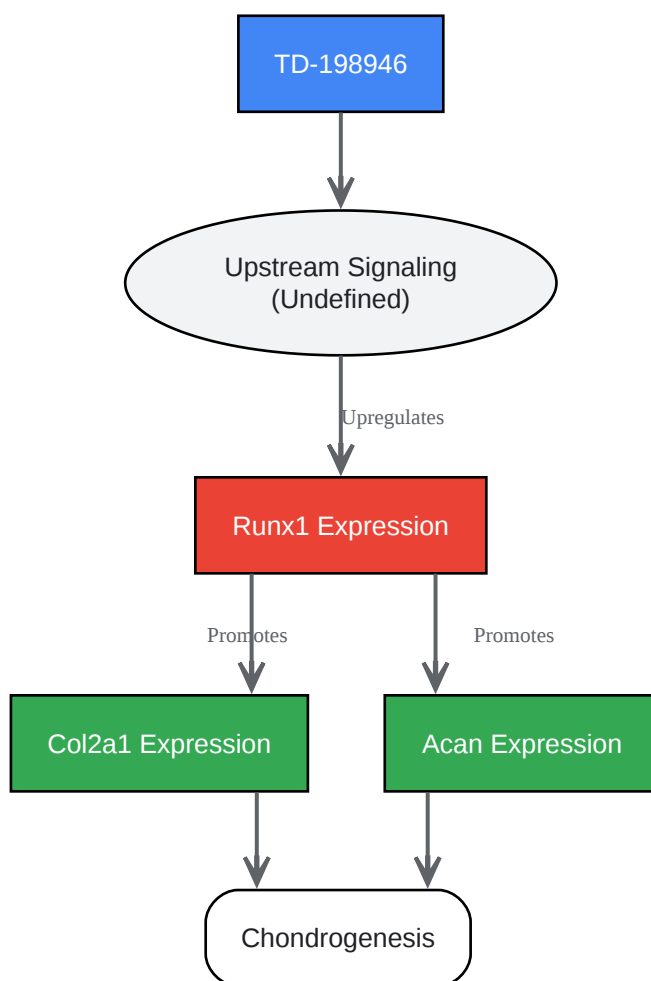 TD-198946
Upstream Signaling
(Undefined)
Upregulates
Runx1 Expression
Promotes
Promotes
Col2a1 Expression
Acan Expression
Chondrogenesis